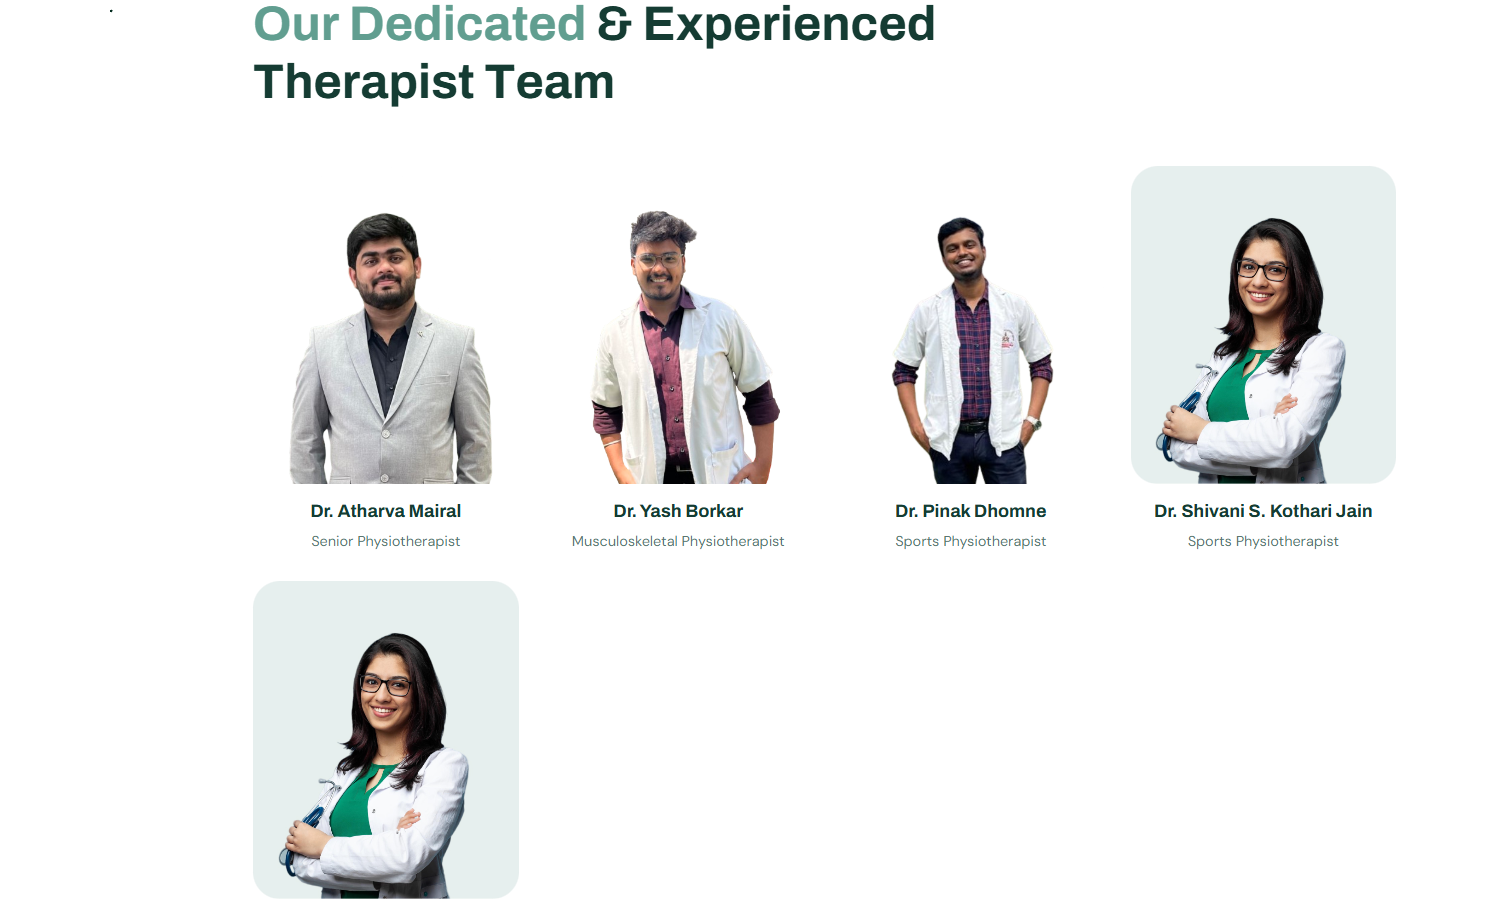 Our Dedicated & Experienced
Therapist Team
Dr. Atharva Mairal
Senior Physiotherapist
Dr. Yash Borkar
Musculoskeletal Physiotherapist
Dr. Pinak Dhomne
Sports Physiotherapist
Dr. Shivani S. Kothari Jain
Sports Physiotherapist